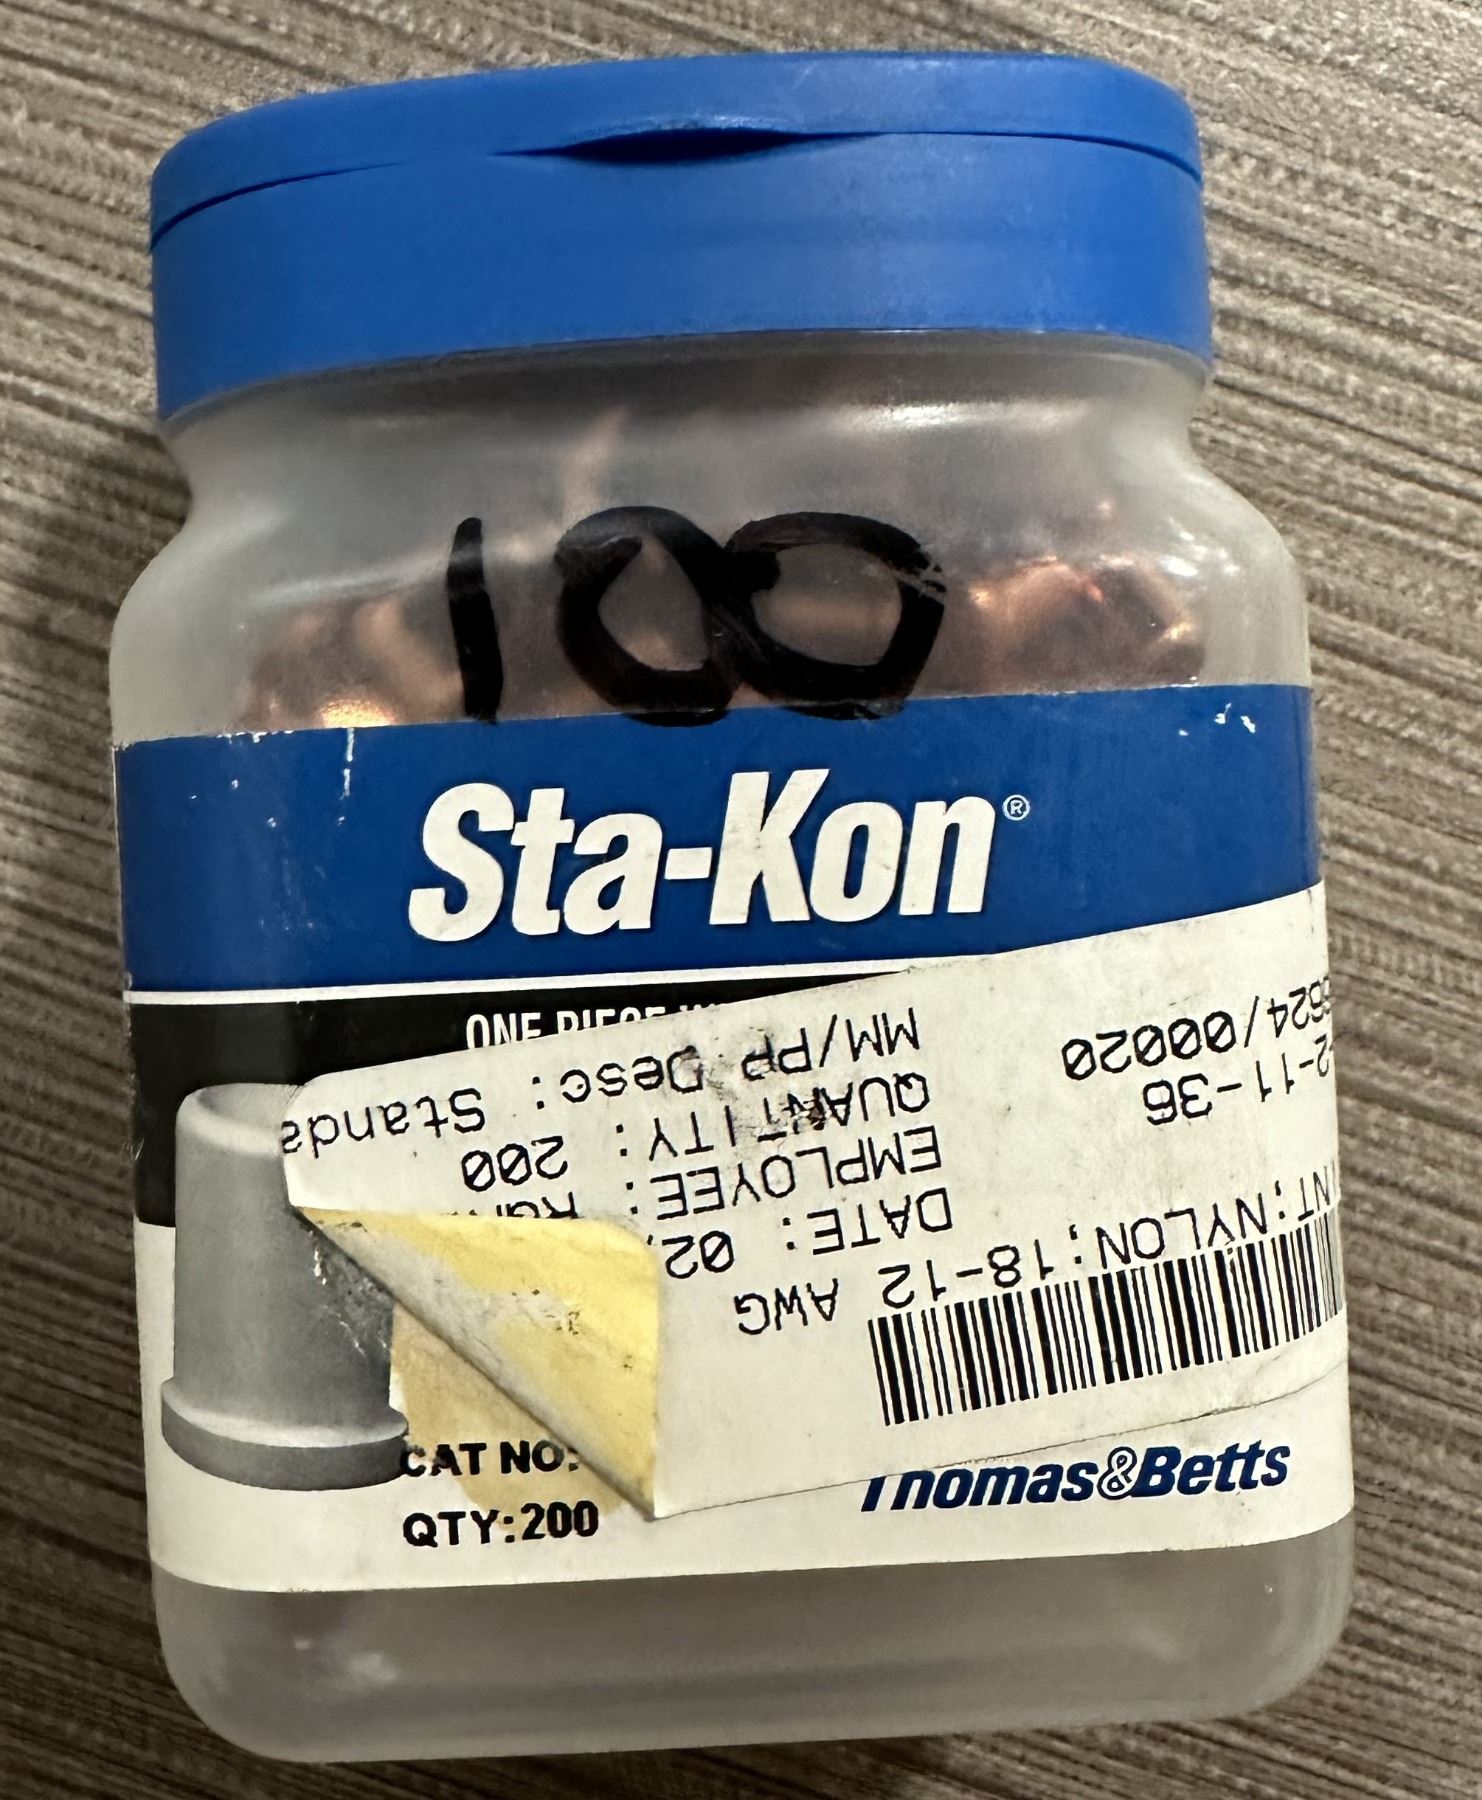 100
Sta-Kon®
ONE PIECE
CAT NO:
QTY:200
Thomas&Betts
INT;NYLON;18-12 AWG
2-11-36
DATE: 02
EMPLOYEE:
624/00020
QUANTITY: 200
MM/PP Desc: Standa